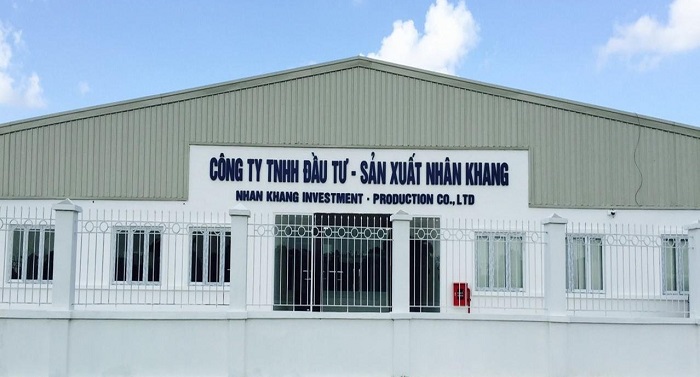 CÔNG TY TNHH ĐẦU TƯ - SẢN XUẤT NHÂN KHANG
NHAN KHANG INVESTMENT - PRODUCTION CO., LTD